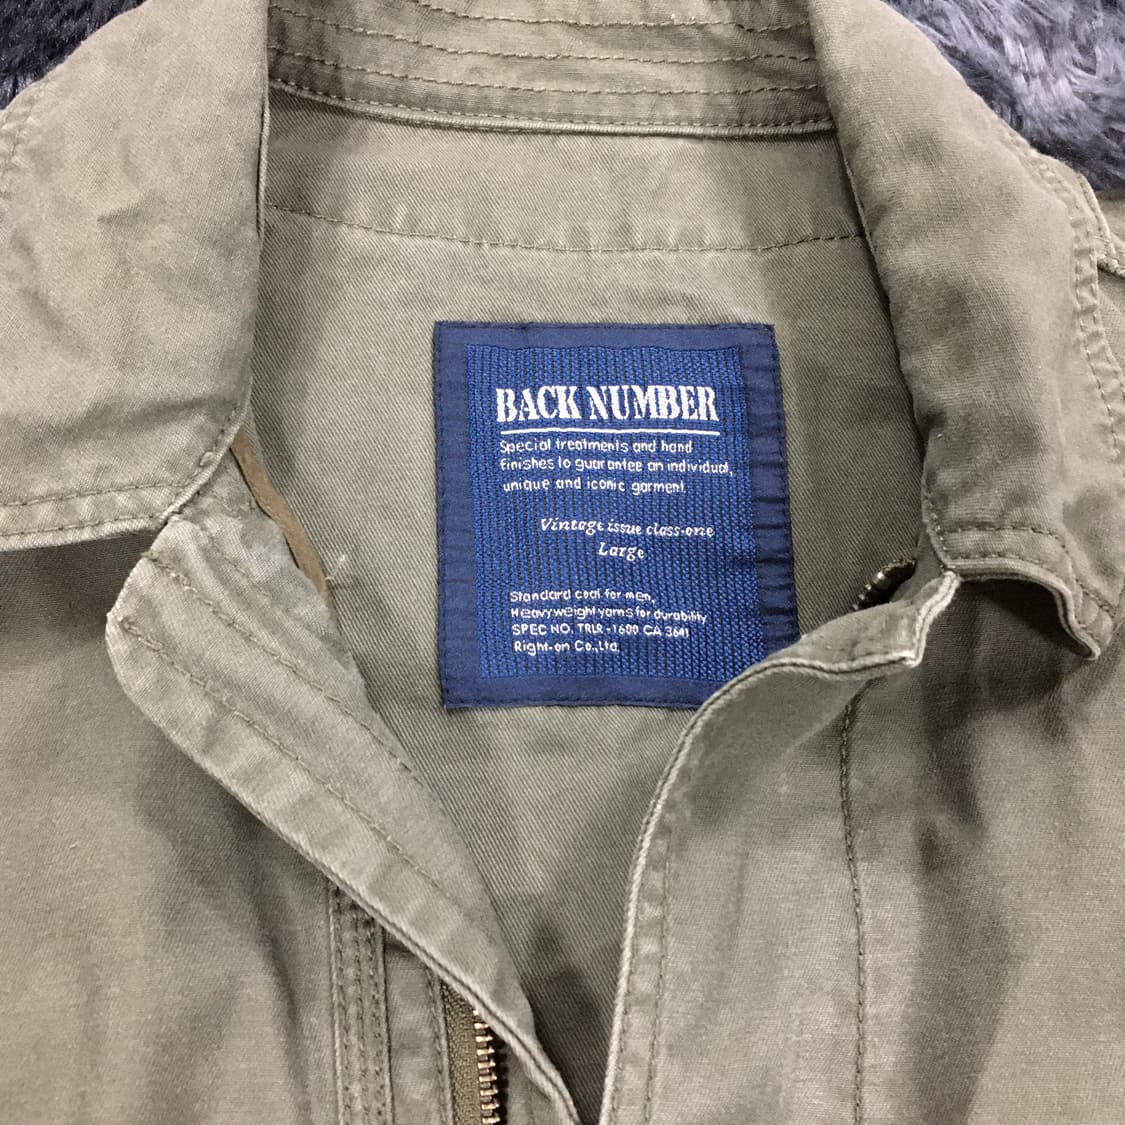 BACK NUMBER
Special treatments and hand
finishes to guarantee an individual,
unique and iconic garment.
Vintage issue class-one
Large
Standard coat for men,
Heavyweight yarns for durability
SPEC NO. TRLR-1600 CA 3641
Right-on Co.,Ltd.